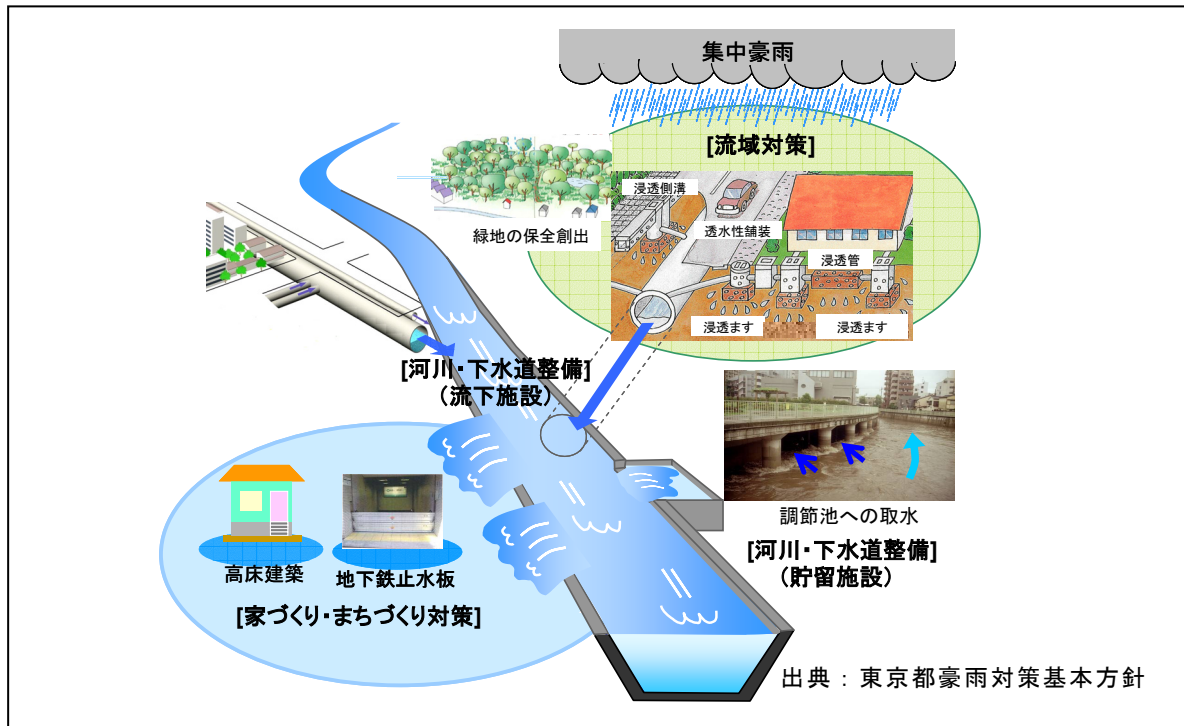 集中豪雨
[流域対策]
浸透側溝
透水性舗装
浸透管
浸透ます
浸透ます
緑地の保全創出
[河川・下水道整備]
（流下施設）
調節池への取水
[河川・下水道整備]
（貯留施設）
高床建築
地下鉄止水板
[家づくり・まちづくり対策]
出典：東京都豪雨対策基本方針